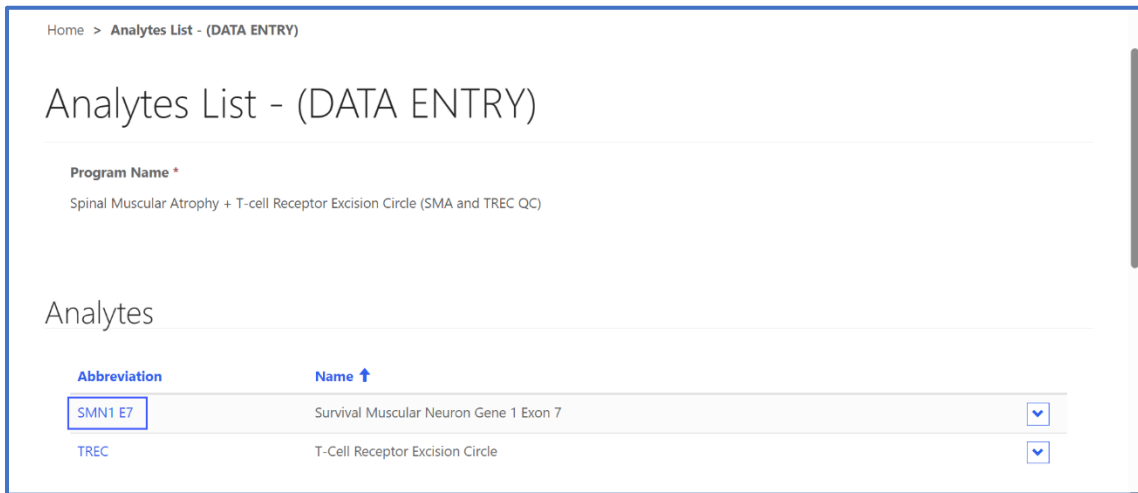 Home > Analytes List - (DATA ENTRY)
Analytes List - (DATA ENTRY)
Program Name *
Spinal Muscular Atrophy + T-cell Receptor Excision Circle (SMA and TREC QC)
Analytes
Abbreviation Name ↑
SMN1 E7 Survival Muscular Neuron Gene 1 Exon 7
TREC T-Cell Receptor Excision Circle